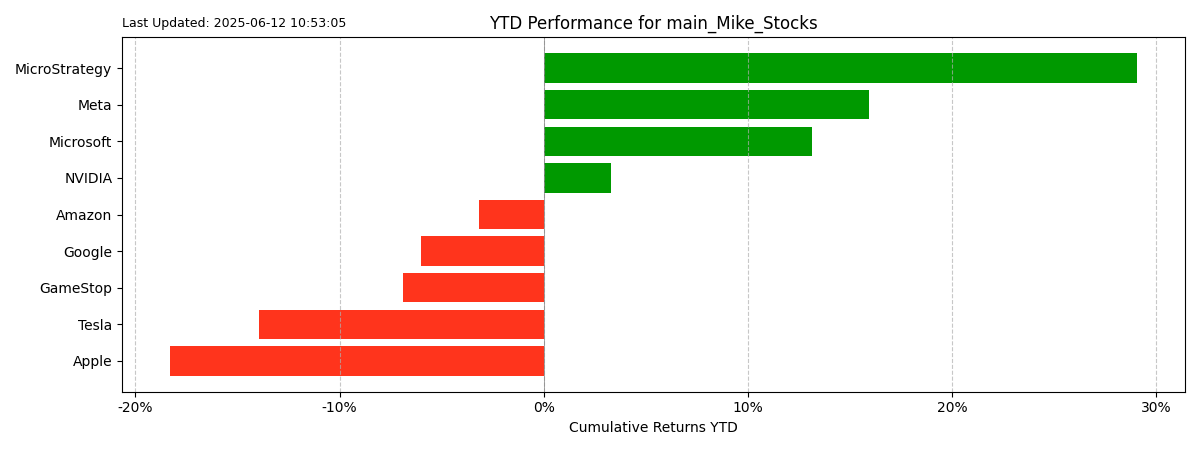 Last Updated: 2025-06-12 10:53:05
YTD Performance for main_Mike_Stocks
MicroStrategy
Meta
Microsoft
NVIDIA
Amazon
Google
GameStop
Tesla
Apple
-20% -10% 0% 10% 20% 30%
Cumulative Returns YTD